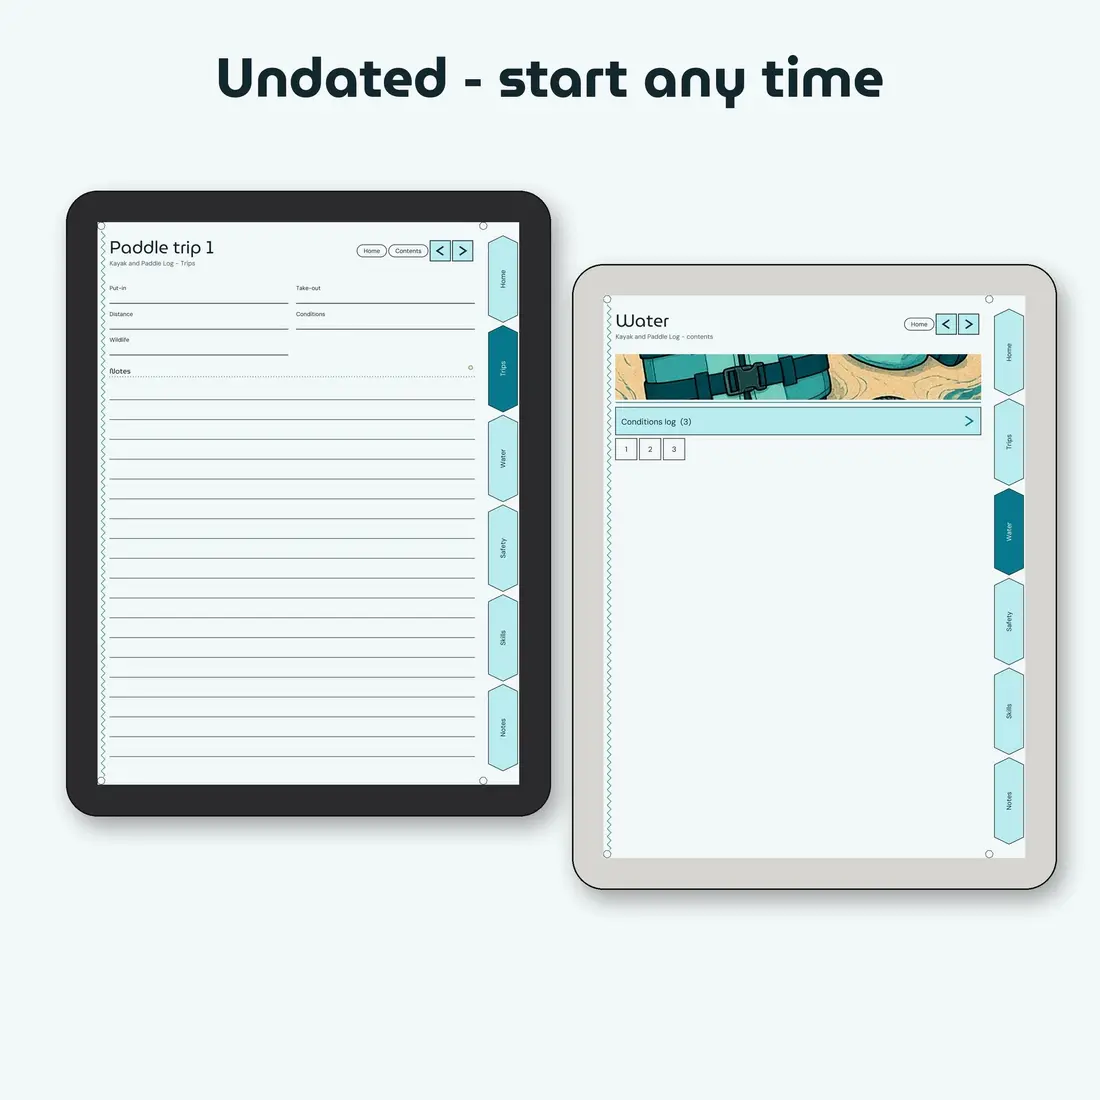 Undated - start any time
Paddle trip 1
Kayak and Paddle Log - Trips
Home
Contents
<
>
Put-in
Take-out
Distance
Conditions
Wildlife
Notes
Home
Trips
Water
Safety
Skills
Notes
Water
Kayak and Paddle Log - contents
Home
<
>
Conditions log (3)
>
1 2 3
Home
Trips
Water
Safety
Skills
Notes